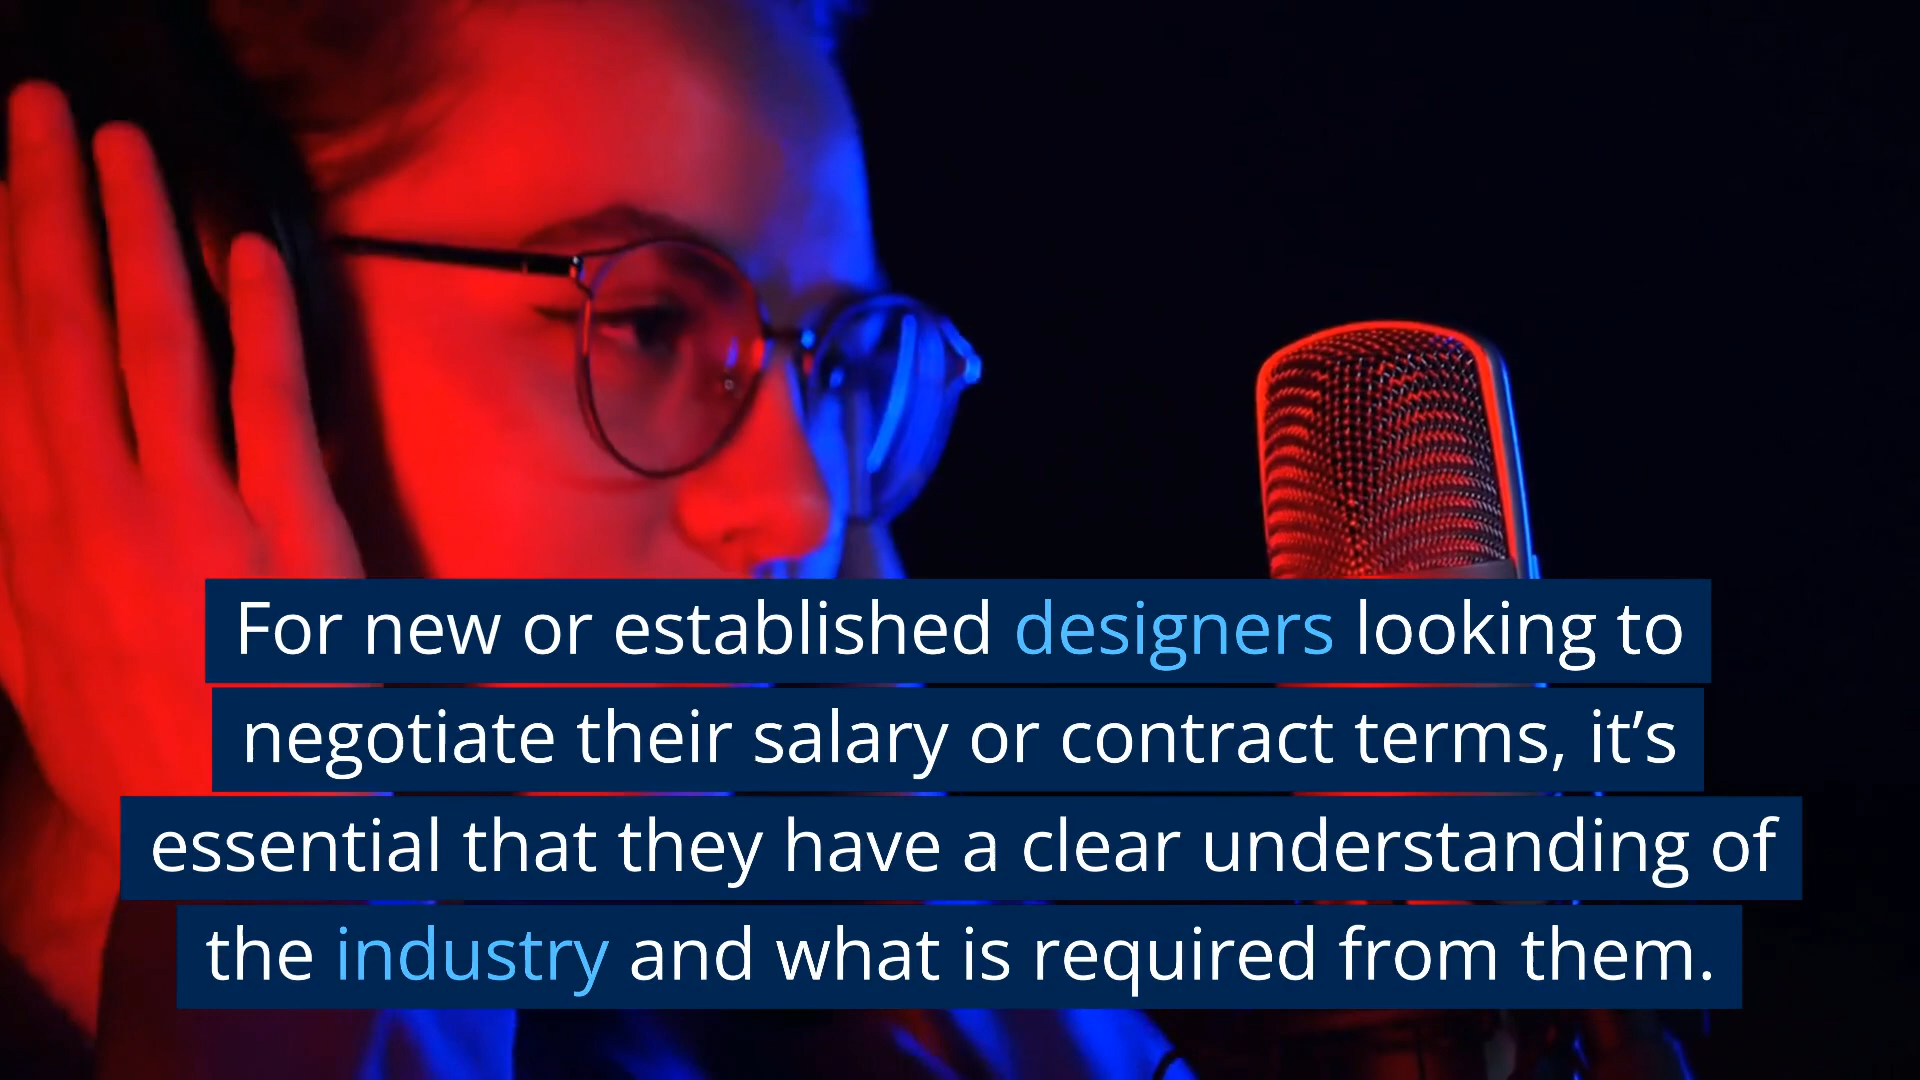 For new or established designers looking to
negotiate their salary or contract terms, it’s
essential that they have a clear understanding of
the industry and what is required from them.